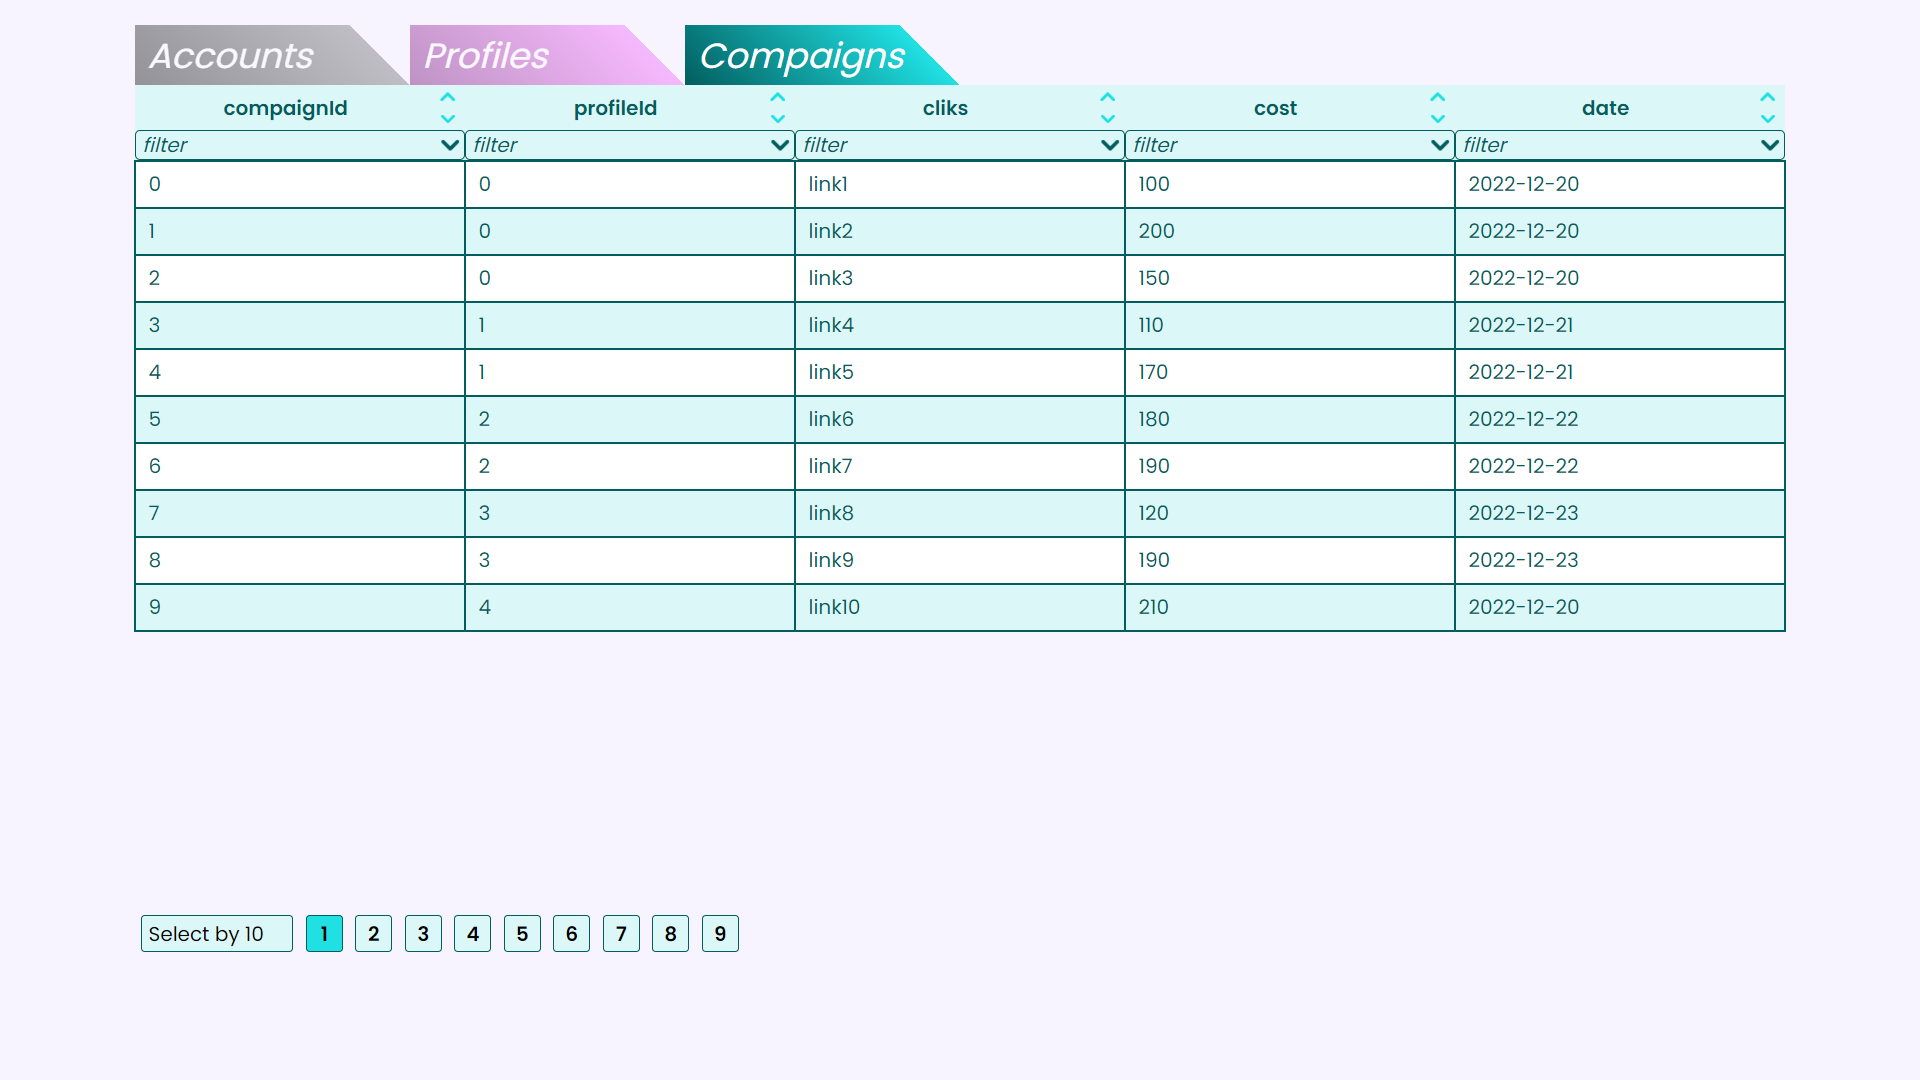 Accounts Profiles Compaigns
compaignId profileId cliks cost date
filter filter filter filter filter
0 0 link1 100 2022-12-20
1 0 link2 200 2022-12-20
2 0 link3 150 2022-12-20
3 1 link4 110 2022-12-21
4 1 link5 170 2022-12-21
5 2 link6 180 2022-12-22
6 2 link7 190 2022-12-22
7 3 link8 120 2022-12-23
8 3 link9 190 2022-12-23
9 4 link10 210 2022-12-20
Select by 10 1 2 3 4 5 6 7 8 9